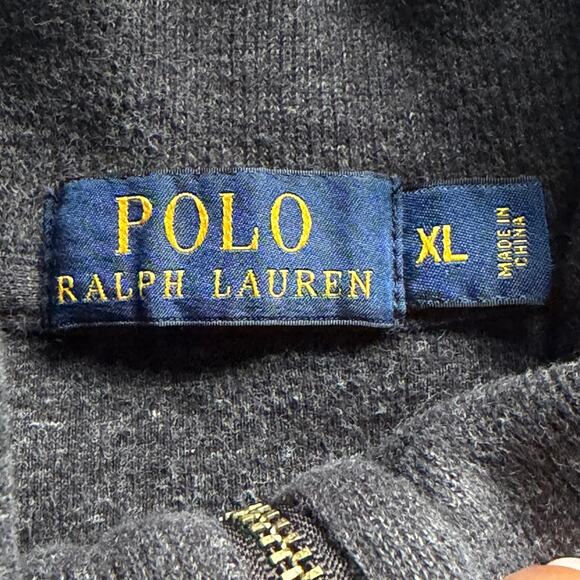 POLO
RALPH LAUREN
XL
MADE IN
CHINA